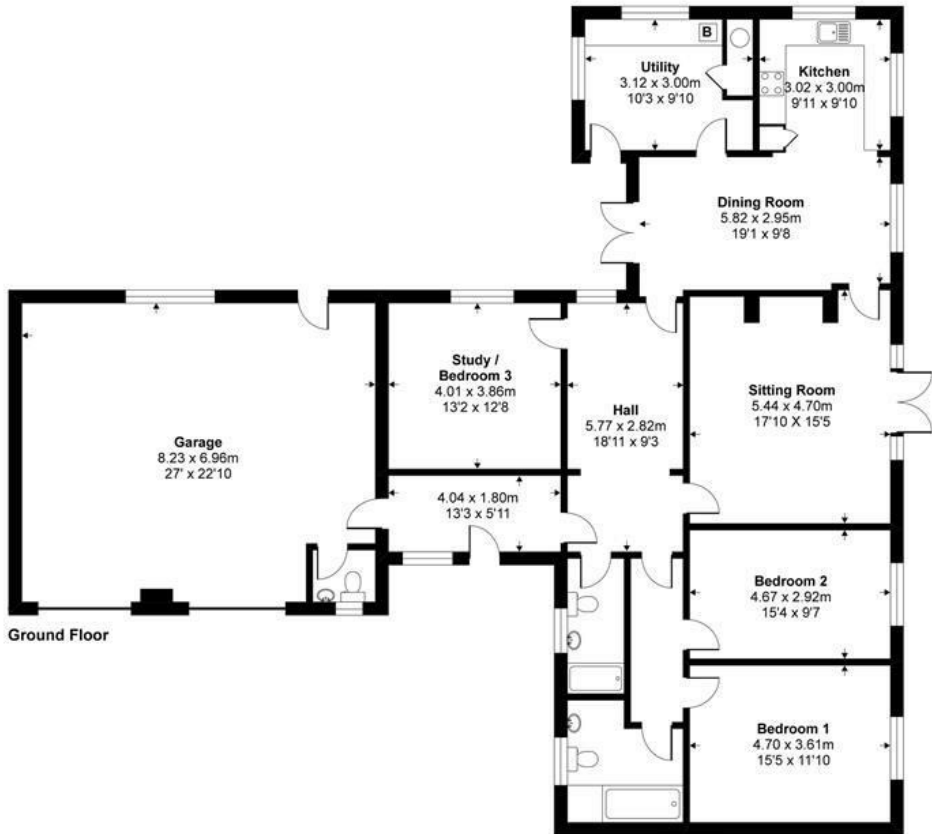 B
Utility
3.12 x 3.00m
10'3 x 9'10
Kitchen
3.02 x 3.00m
9'11 x 9'10
Dining Room
5.82 x 2.95m
19'1 x 9'8
Study /
Bedroom 3
4.01 x 3.86m
13'2 x 12'8
Hall
5.77 x 2.82m
18'11 x 9'3
Sitting Room
5.44 x 4.70m
17'10 X 15'5
Garage
8.23 x 6.96m
27' x 22'10
4.04 x 1.80m
13'3 x 5'11
Bedroom 2
4.67 x 2.92m
15'4 x 9'7
Ground Floor
Bedroom 1
4.70 x 3.61m
15'5 x 11'10